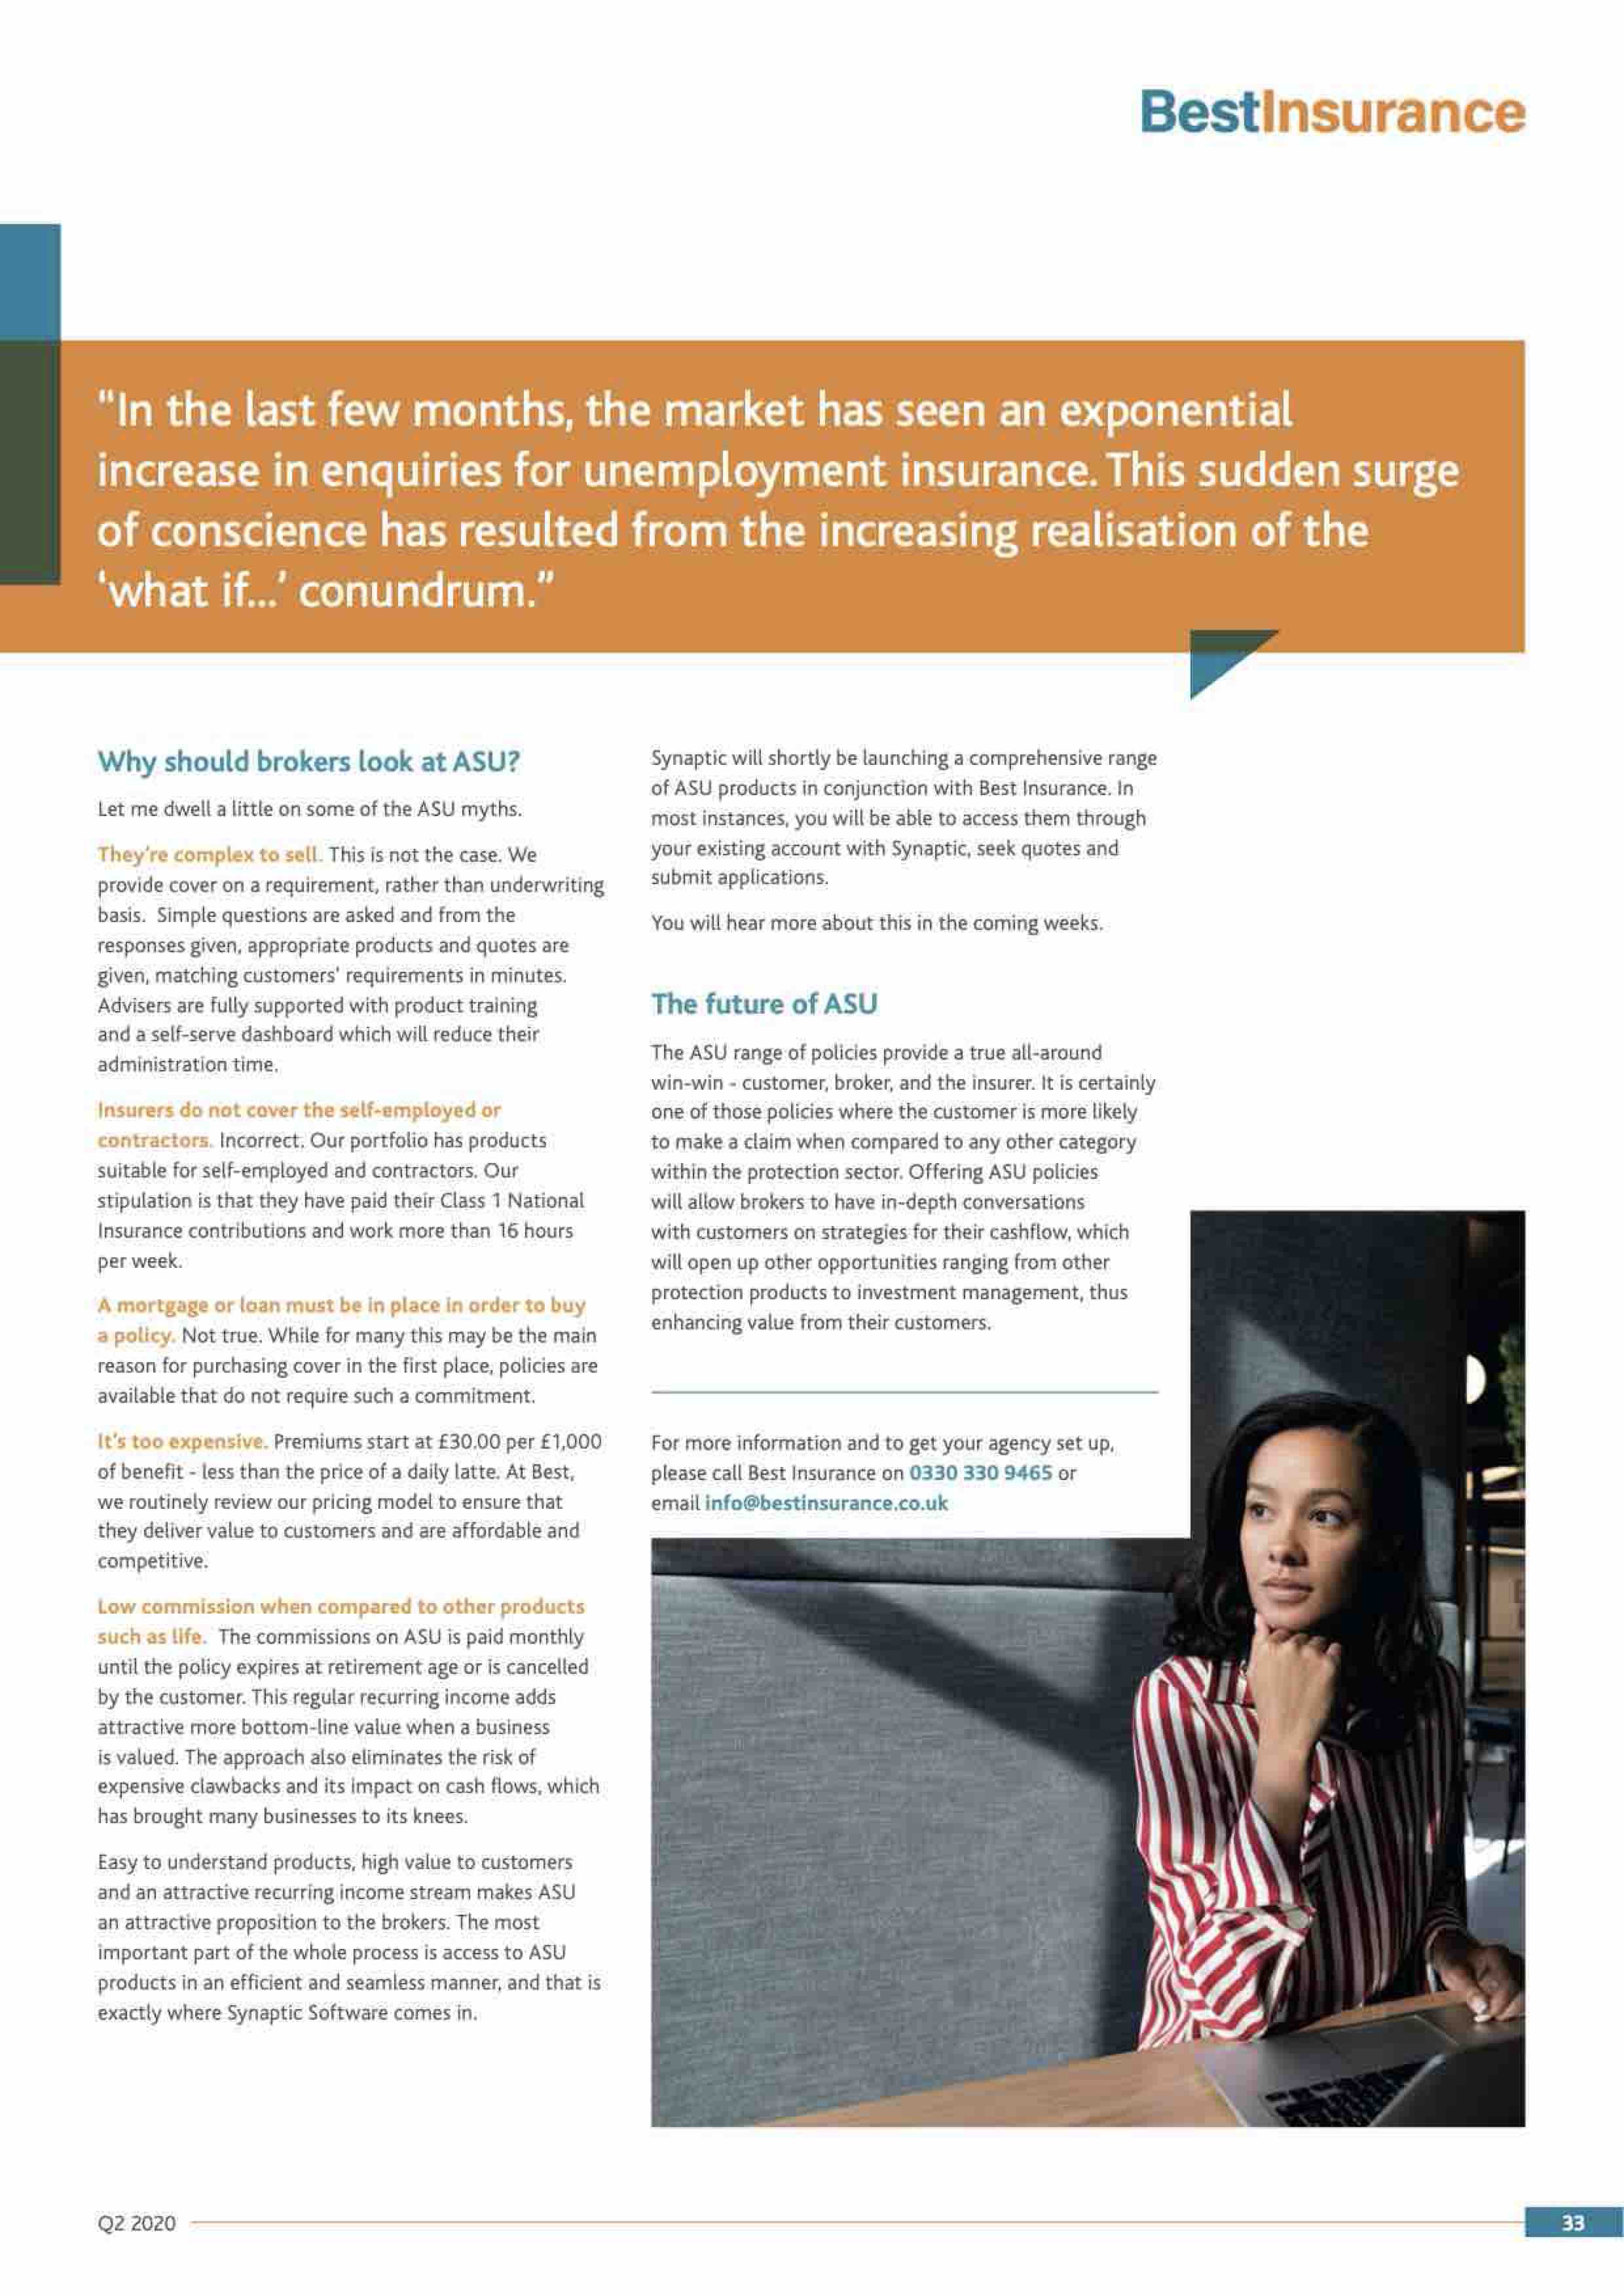 BestInsurance
"In the last few months, the market has seen an exponential
increase in enquiries for unemployment insurance. This sudden surge
of conscience has resulted from the increasing realisation of the
'what if...' conundrum."
Why should brokers look at ASU?
Let me dwell a little on some of the ASU myths.
They're complex to sell. This is not the case. We
provide cover on a requirement, rather than underwriting
basis. Simple questions are asked and from the
responses given, appropriate products and quotes are
given, matching customers' requirements in minutes.
Advisers are fully supported with product training
and a self-serve dashboard which will reduce their
administration time.
Insurers do not cover the self-employed or
contractors. Incorrect. Our portfolio has products
suitable for self-employed and contractors. Our
stipulation is that they have paid their Class 1 National
Insurance contributions and work more than 16 hours
per week.
A mortgage or loan must be in place in order to buy
a policy. Not true. While for many this may be the main
reason for purchasing cover in the first place, policies are
available that do not require such a commitment.
It's too expensive. Premiums start at £30.00 per £1,000
of benefit - less than the price of a daily latte. At Best,
we routinely review our pricing model to ensure that
they deliver value to customers and are affordable and
competitive.
Low commission when compared to other products
such as life. The commissions on ASU is paid monthly
until the policy expires at retirement age or is cancelled
by the customer. This regular recurring income adds
attractive more bottom-line value when a business
is valued. The approach also eliminates the risk of
expensive clawbacks and its impact on cash flows, which
has brought many businesses to its knees.
Easy to understand products, high value to customers
and an attractive recurring income stream makes ASU
an attractive proposition to the brokers. The most
important part of the whole process is access to ASU
products in an efficient and seamless manner, and that is
exactly where Synaptic Software comes in.
Synaptic will shortly be launching a comprehensive range
of ASU products in conjunction with Best Insurance. In
most instances, you will be able to access them through
your existing account with Synaptic, seek quotes and
submit applications.
You will hear more about this in the coming weeks.
The future of ASU
The ASU range of policies provide a true all-around
win-win - customer, broker, and the insurer. It is certainly
one of those policies where the customer is more likely
to make a claim when compared to any other category
within the protection sector. Offering ASU policies
will allow brokers to have in-depth conversations
with customers on strategies for their cashflow, which
will open up other opportunities ranging from other
protection products to investment management, thus
enhancing value from their customers.
For more information and to get your agency set up,
please call Best Insurance on 0330 330 9465 or
email info@bestinsurance.co.uk
Q2 2020
33